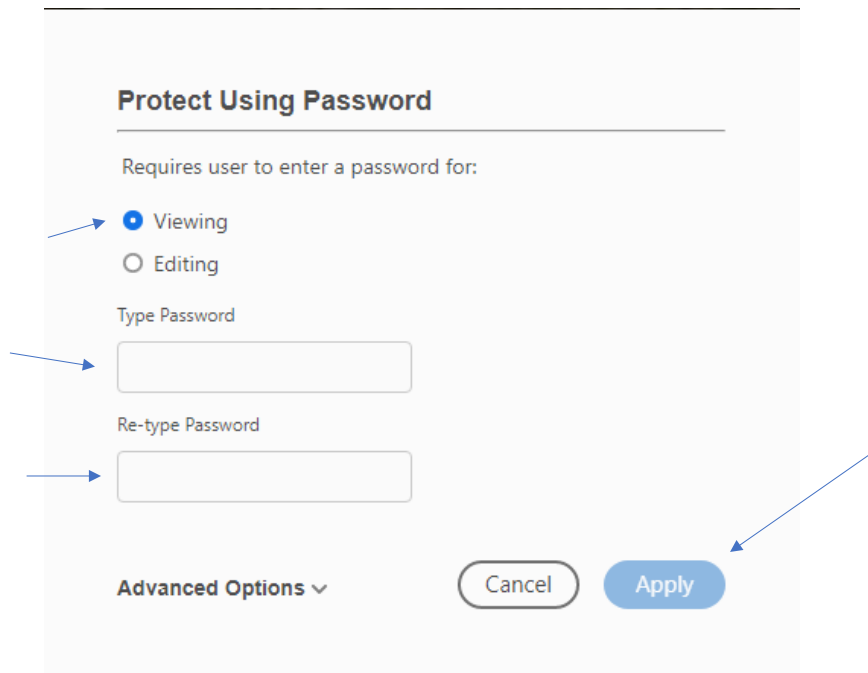 Protect Using Password
Requires user to enter a password for:
Viewing
Editing
Type Password
Re-type Password
Advanced Options
Cancel
Apply